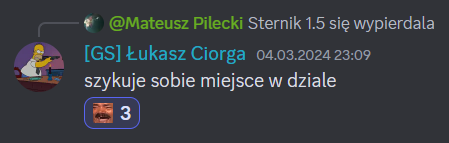 @Mateusz Pilecki Sternik 1.5 się wypierdala
[GS] Łukasz Ciorga 04.03.2024 23:09
szykuje sobie miejsce w dziale
3